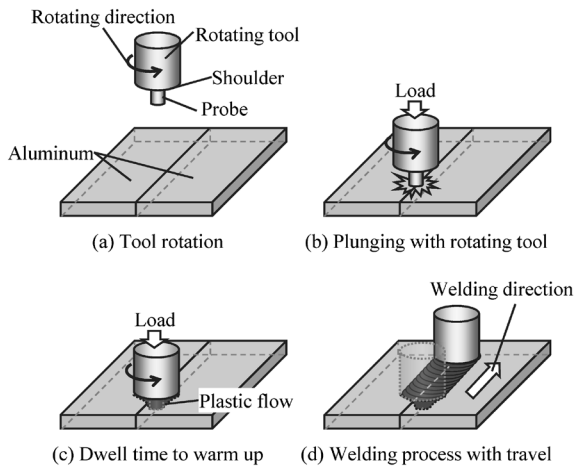 Rotating direction
Rotating tool
Shoulder
Probe
Aluminum
(a) Tool rotation
Load
(b) Plunging with rotating tool
Load
Plastic flow
(c) Dwell time to warm up
Welding direction
(d) Welding process with travel